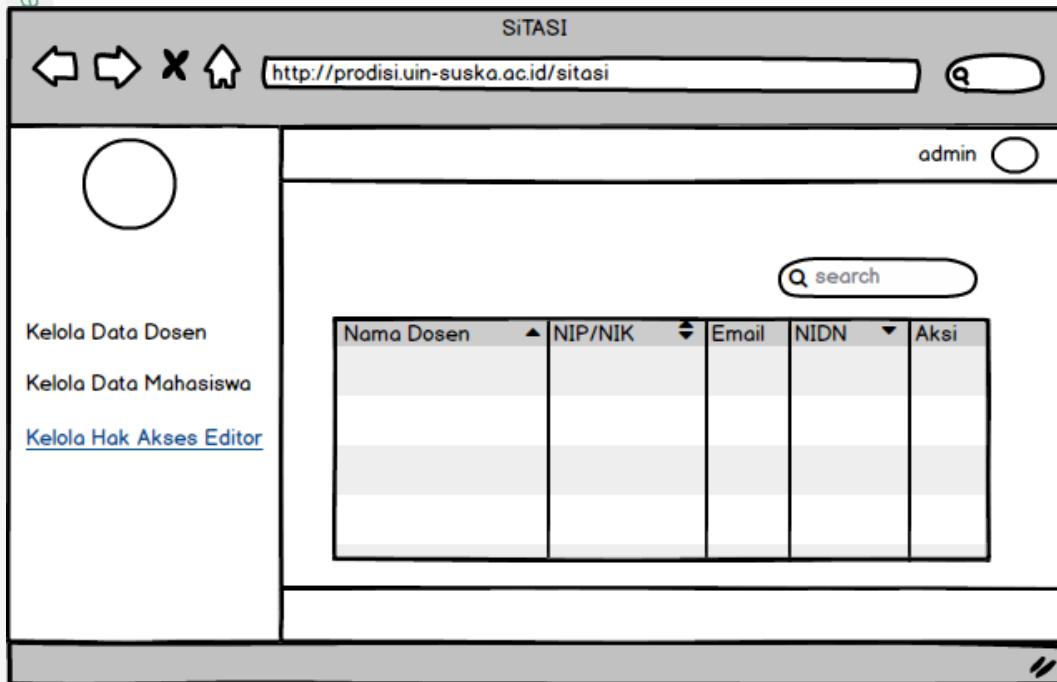 SiTASI
http://prodisi.uin-suska.ac.id/sitasi
admin
search
Kelola Data Dosen
Kelola Data Mahasiswa
Kelola Hak Akses Editor
Nama Dosen NIP/NIK Email NIDN Aksi